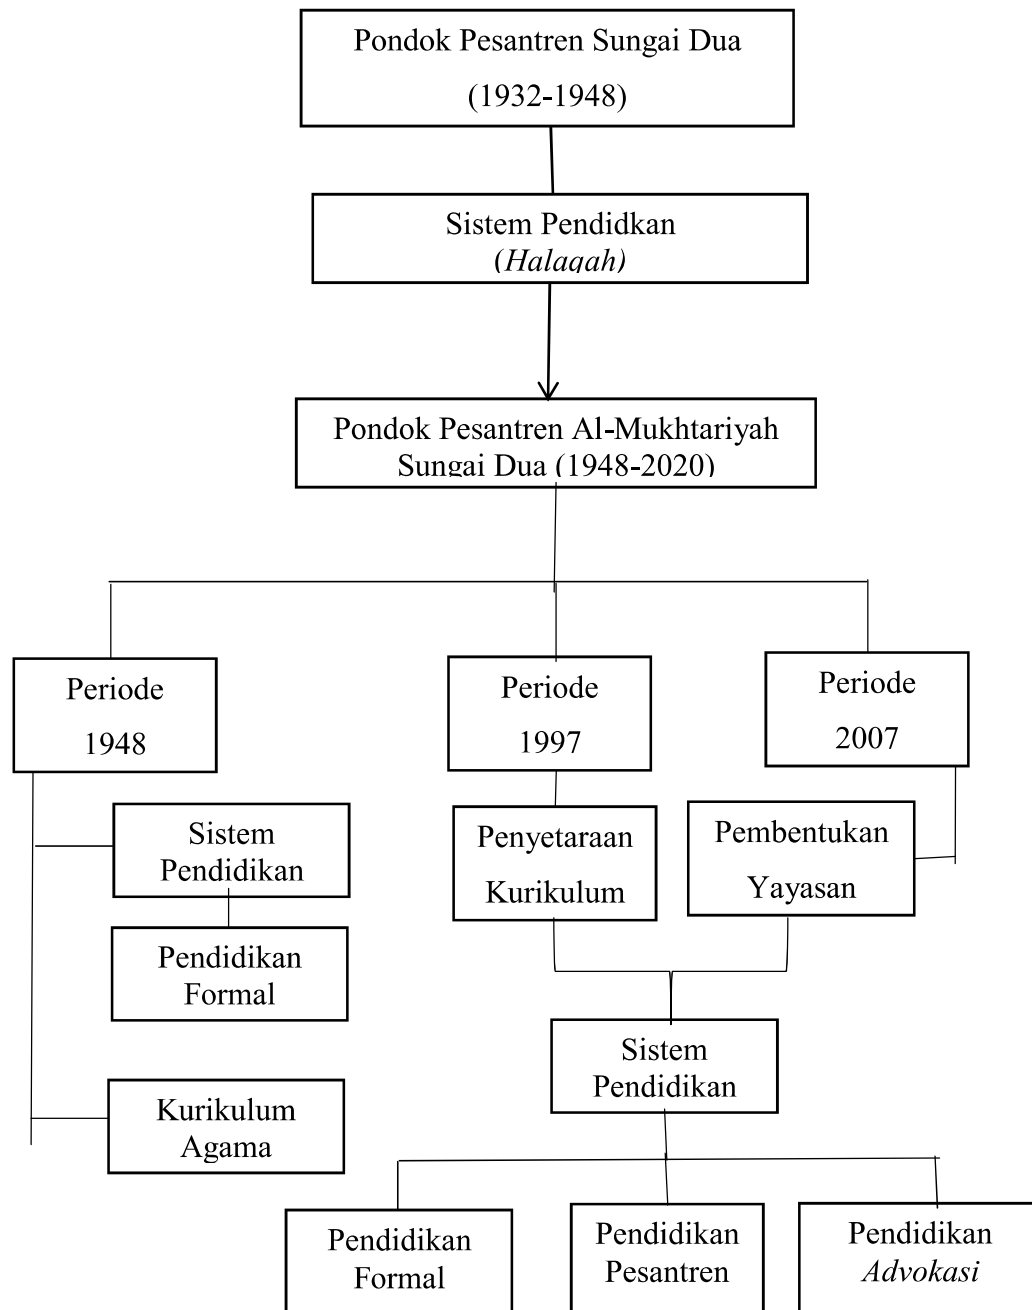 Pondok Pesantren Sungai Dua
(1932-1948)
Sistem Pendidkan
(Halaqah)
Pondok Pesantren Al-Mukhtariyah
Sungai Dua (1948-2020)
Periode
1948
Periode
1997
Periode
2007
Sistem
Pendidikan
Penyetaraan
Kurikulum
Pembentukan
Yayasan
Pendidikan
Formal
Sistem
Pendidikan
Kurikulum
Agama
Pendidikan
Formal
Pendidikan
Pesantren
Pendidikan
Advokasi